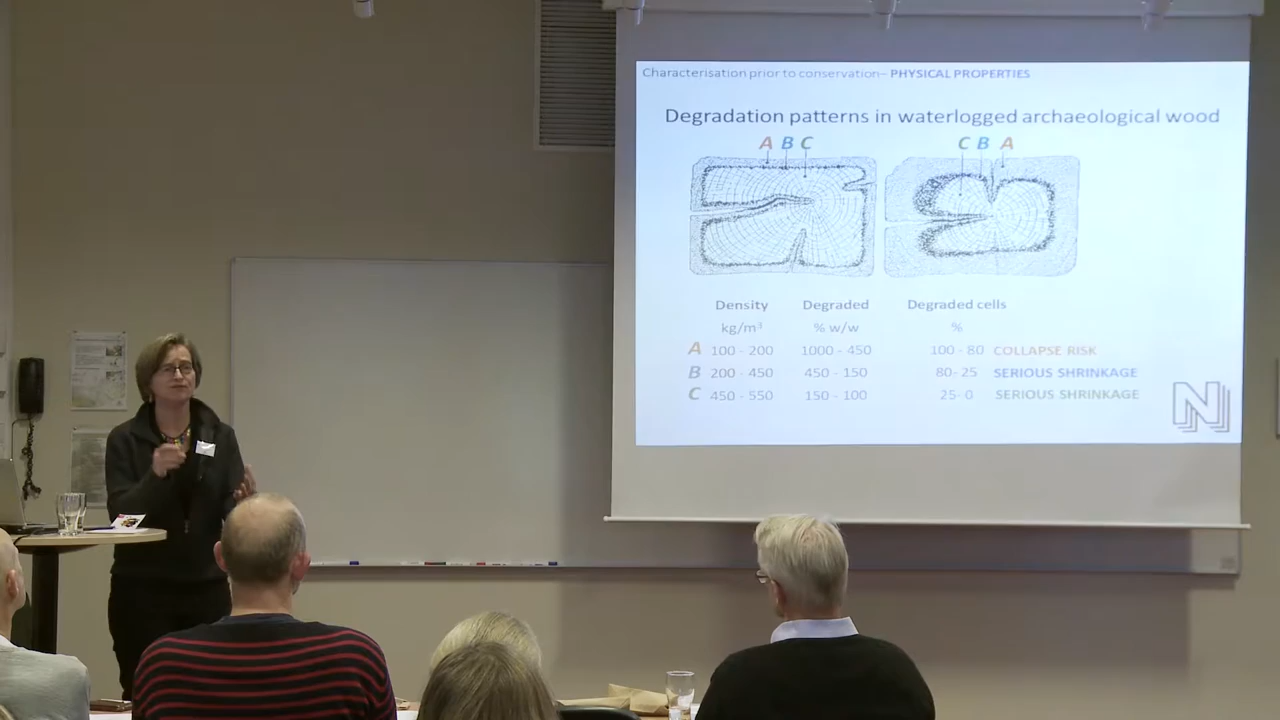 Characterisation prior to conservation– PHYSICAL PROPERTIES
Degradation patterns in waterlogged archaeological wood
A B C
C B A
Density Degraded Degraded cells
kg/m³ % w/w %
A 100 - 200 1000 - 450 100 - 80 COLLAPSE RISK
B 200 - 450 450 - 150 80- 25 SERIOUS SHRINKAGE
C 450 - 550 150 - 100 25- 0 SERIOUS SHRINKAGE
N